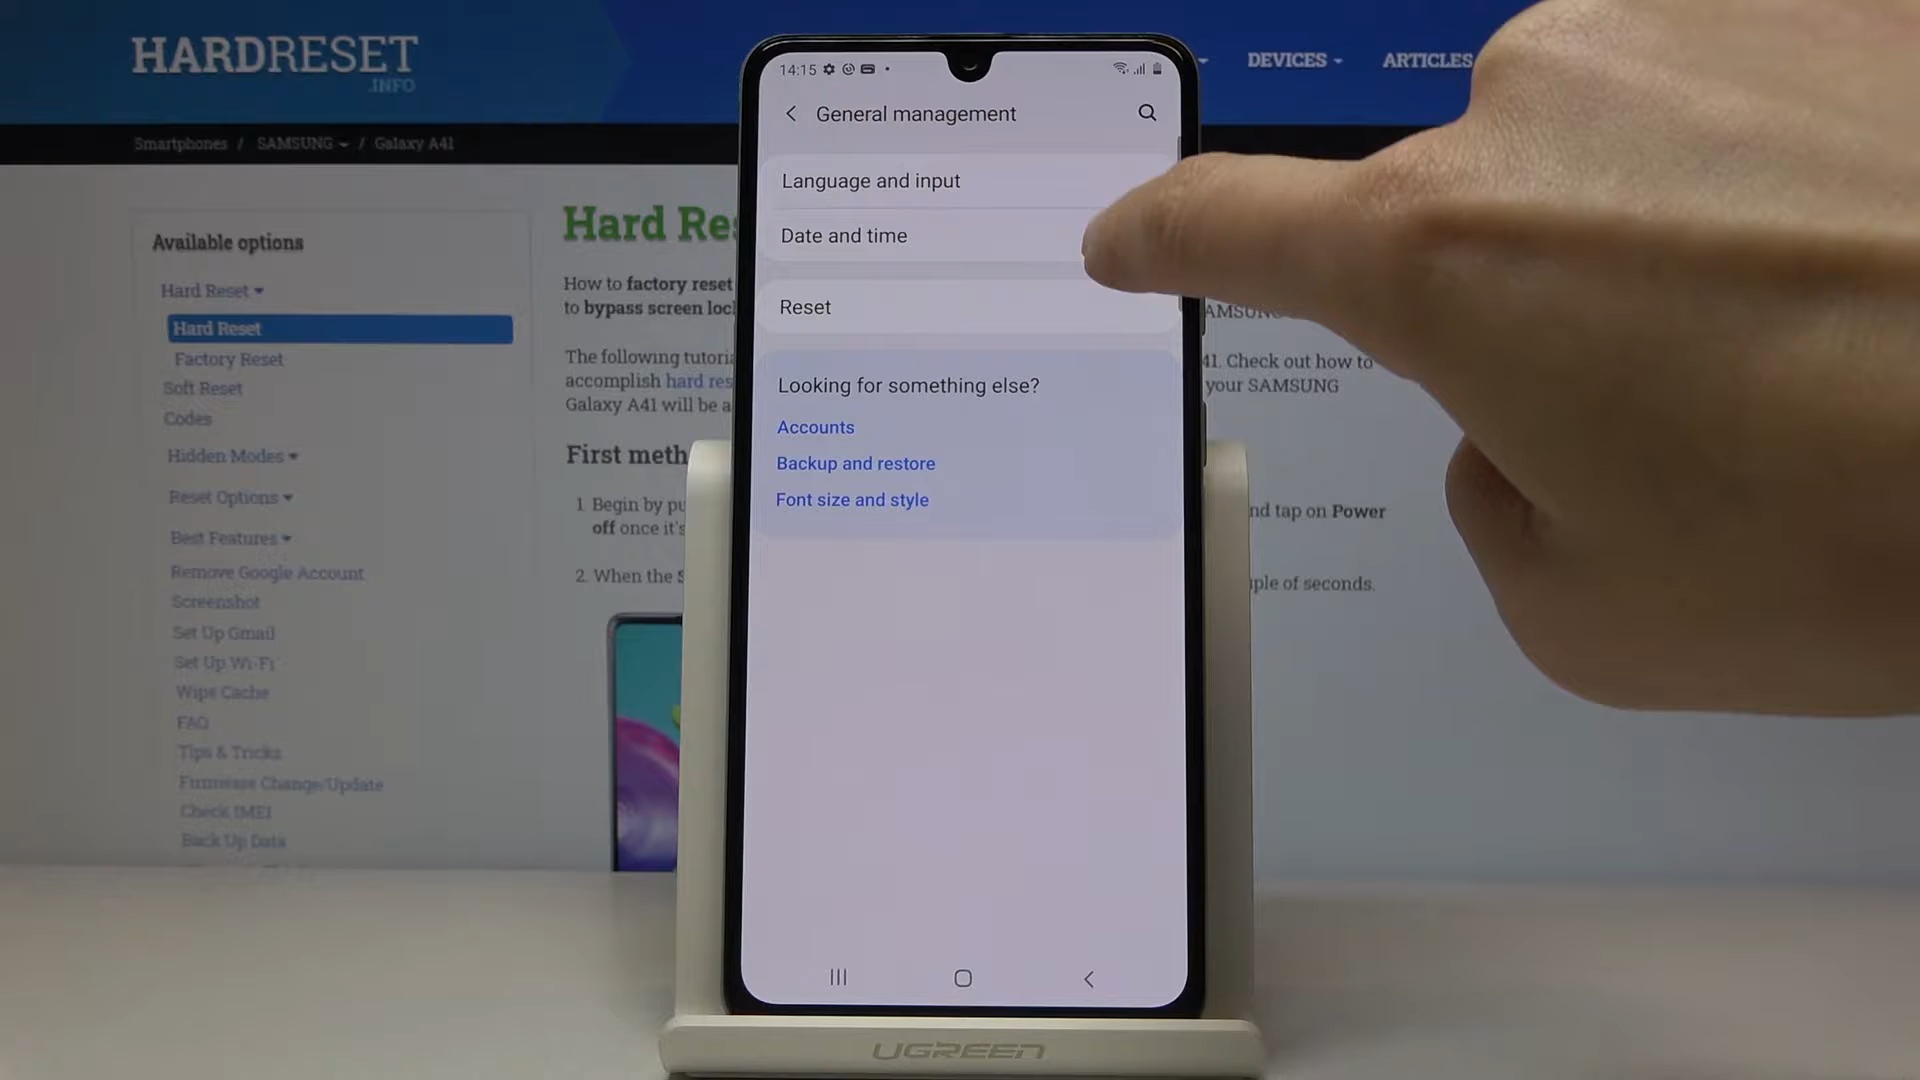 HARDRESET
.INFO
DEVICES
ARTICLES
Smartphones / SAMSUNG / Galaxy A41
Available options
Hard Reset
Hard Reset
Factory Reset
Soft Reset
Codes
Hidden Modes
Reset Options
Best Features
Remove Google Account
Screenshot
Set Up Gmail
Set Up Wi-Fi
Wipe Cache
FAQ
Tips & Tricks
Firmware Change/Update
Check IMEI
Back Up Data
Hard Res
How to factory reset
to bypass screen loc
The following tutoria
accomplish hard res
Galaxy A41 will be a
First meth
1. Begin by pu
off once it's
2. When the S
AMSUNG
41. Check out how to
your SAMSUNG
nd tap on Power
ple of seconds.
14:15
General management
Language and input
Date and time
Reset
Looking for something else?
Accounts
Backup and restore
Font size and style
UGREEN